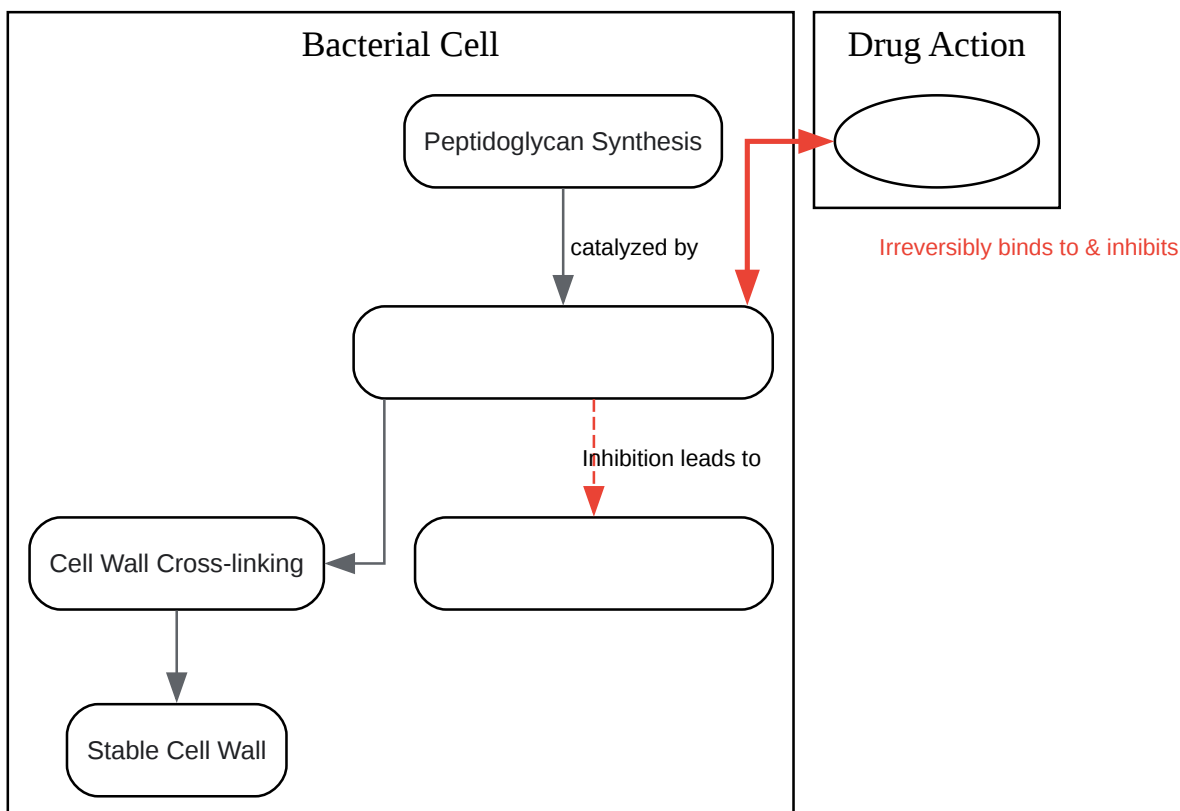 Bacterial Cell
Drug Action
Peptidoglycan Synthesis
catalyzed by
Irreversibly binds to & inhibits
Inhibition leads to
Cell Wall Cross-linking
Stable Cell Wall